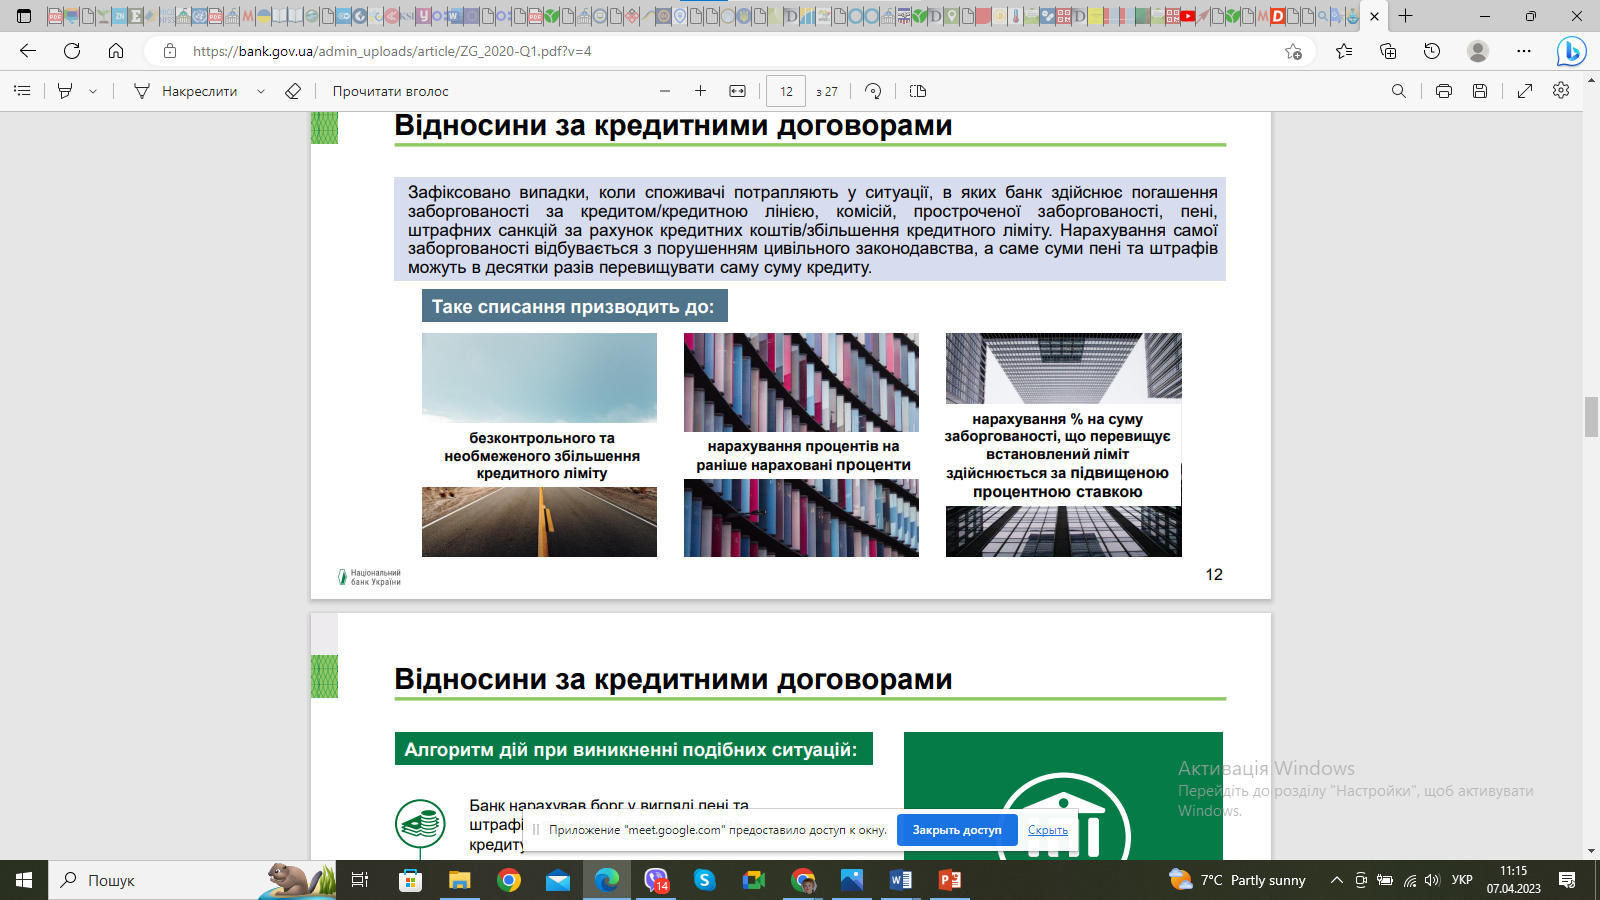 https://bank.gov.ua/admin_uploads/article/ZG_2020-Q1.pdf?v=4
Накреслити
Прочитати вголос
12
з 27
Відносини за кредитними договорами
Зафіксовано випадки, коли споживачі потрапляють у ситуації, в яких банк здійснює погашення
заборгованості за кредитом/кредитною лінією, комісій, простроченої заборгованості, пені,
штрафних санкцій за рахунок кредитних коштів/збільшення кредитного ліміту. Нарахування самої
заборгованості відбувається з порушенням цивільного законодавства, а саме суми пені та штрафів
можуть в десятки разів перевищувати саму суму кредиту.
Таке списання призводить до:
безконтрольного та
необмеженого збільшення
кредитного ліміту
нарахування процентів на
раніше нараховані проценти
нарахування % на суму
заборгованості, що перевищує
встановлений ліміт
здійснюється за підвищеною
процентною ставкою
Національний
банк України
12
Відносини за кредитними договорами
Алгоритм дій при виникненні подібних ситуацій:
Банк нарахував борг у вигляді пені та
штрафі
кредиту
Активація Windows
Перейдіть до розділу "Настройки", щоб активувати
Windows.
Приложение "meet.google.com" предоставило доступ к окну.
Закрыть доступ
Скрыть
Пошук
14
7°C Partly sunny
УКР
11:15
07.04.2023